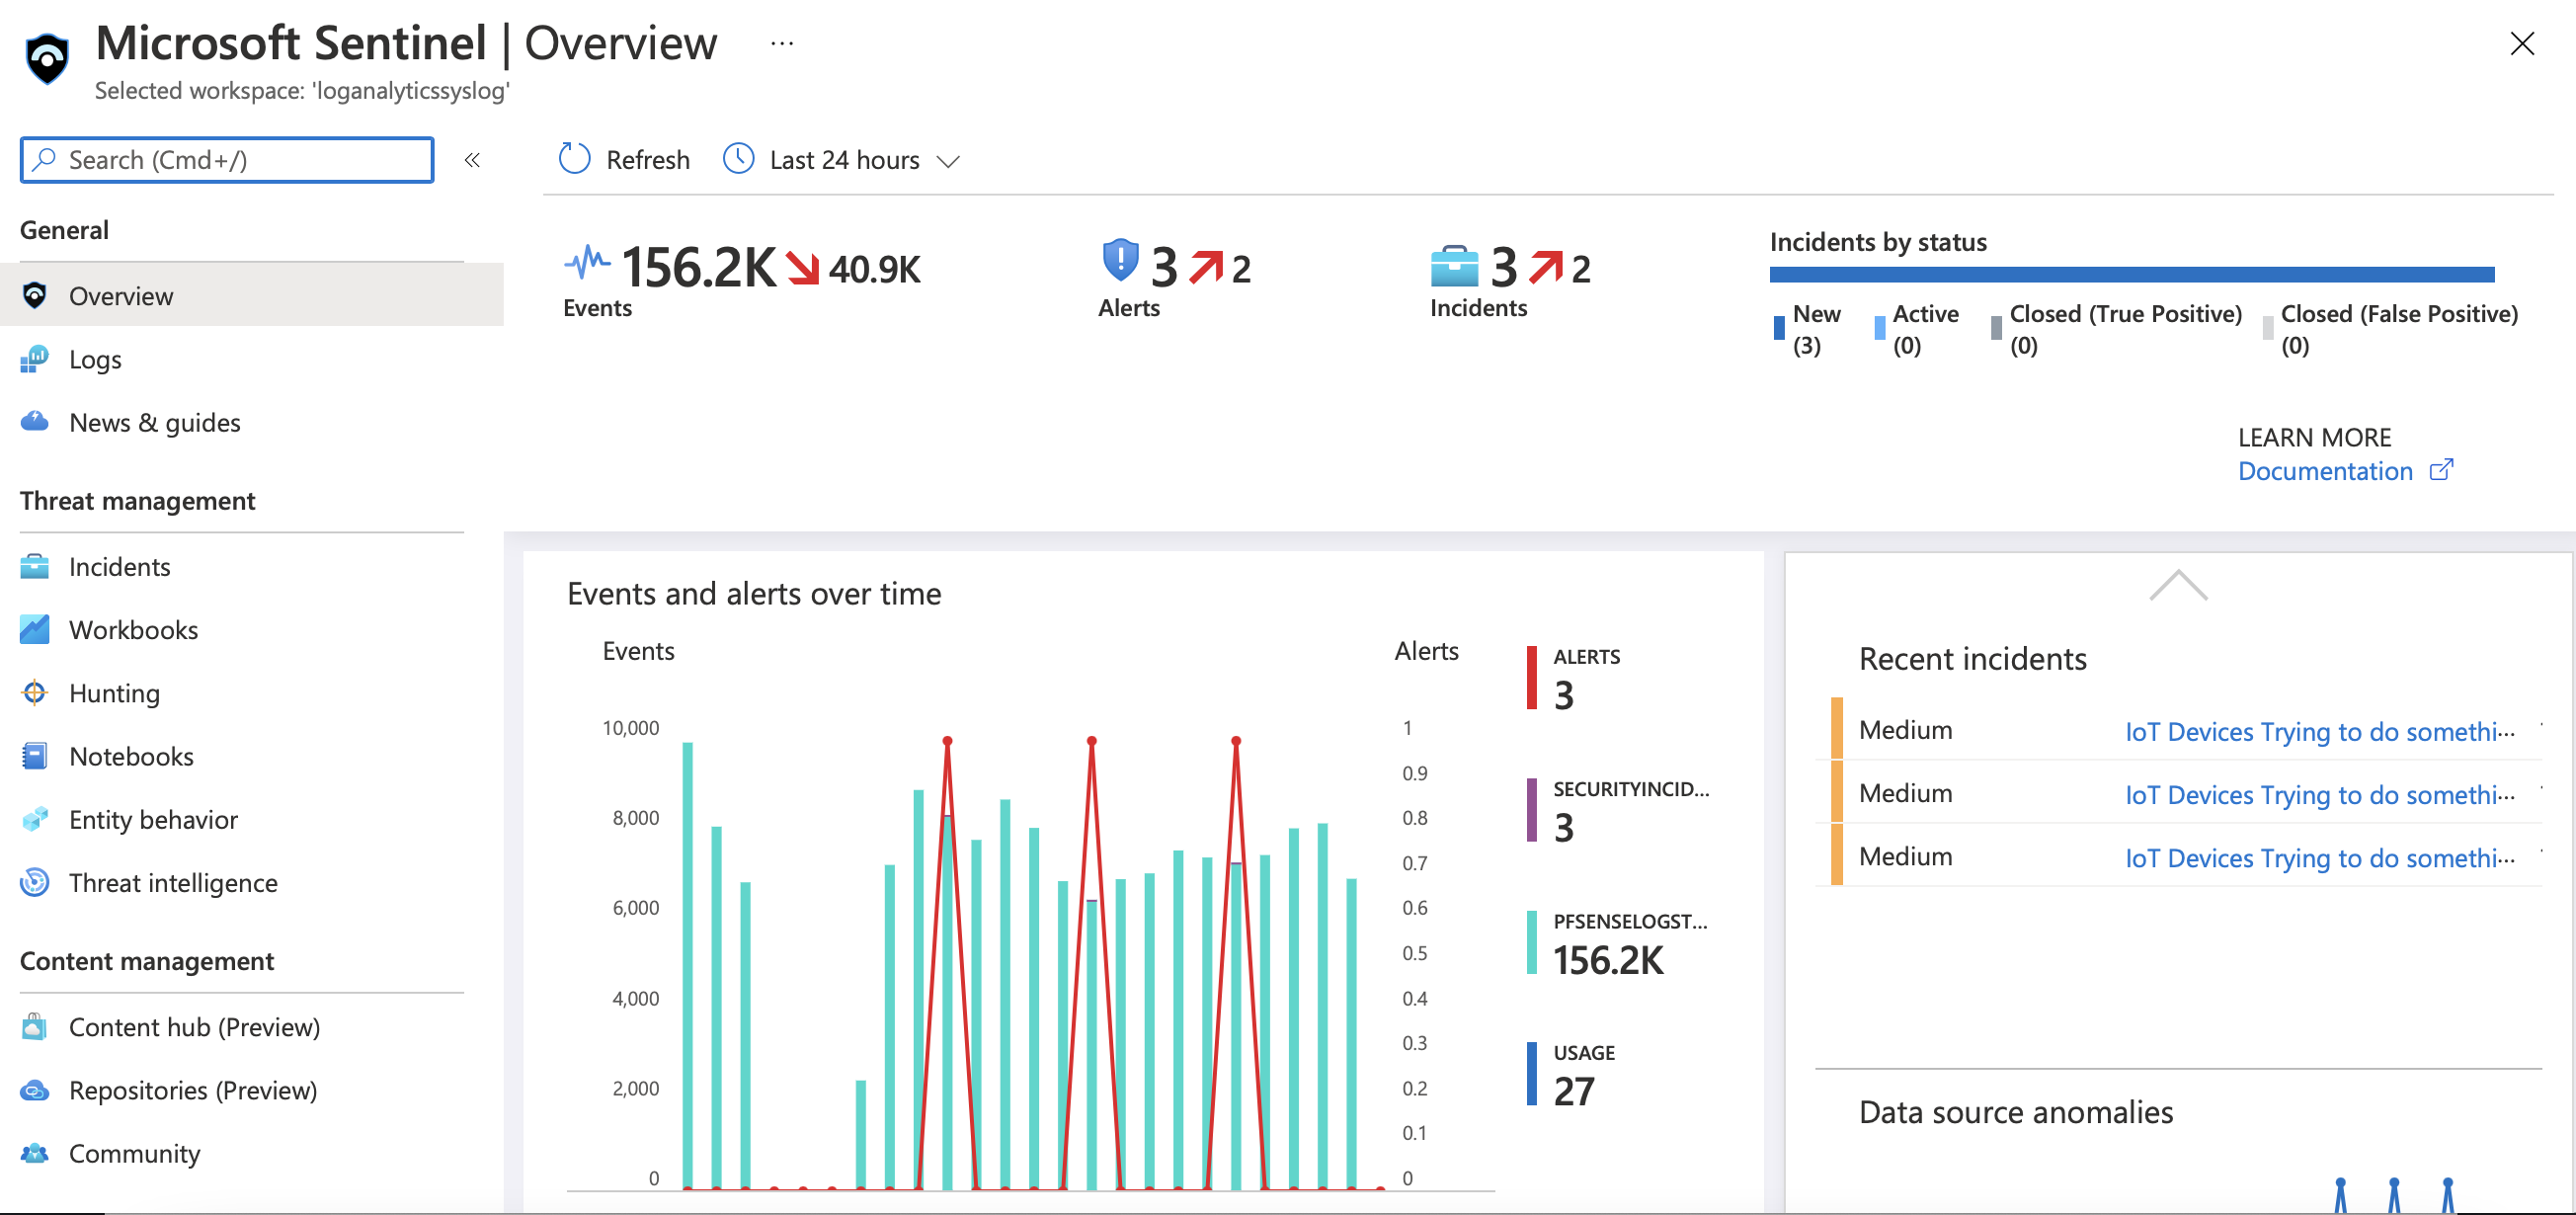 Microsoft Sentinel | Overview ...
Selected workspace: 'loganalyticssyslog'
Search (Cmd+/)
«
Refresh
Last 24 hours
General
Overview
Logs
News & guides
Threat management
Incidents
Workbooks
Hunting
Notebooks
Entity behavior
Threat intelligence
Content management
Content hub (Preview)
Repositories (Preview)
Community
156.2K 40.9K
Events
3 2
Alerts
3 2
Incidents
Incidents by status
New (3)
Active (0)
Closed (True Positive) (0)
Closed (False Positive) (0)
LEARN MORE
Documentation
Events and alerts over time
Events
Alerts
10,000
8,000
6,000
4,000
2,000
0
1
0.9
0.8
0.7
0.6
0.5
0.4
0.3
0.2
0.1
0
ALERTS
3
SECURITYINCID...
3
PFSENSELOGST...
156.2K
USAGE
27
Recent incidents
Medium IoT Devices Trying to do somethi...
Medium IoT Devices Trying to do somethi...
Medium IoT Devices Trying to do somethi...
Data source anomalies